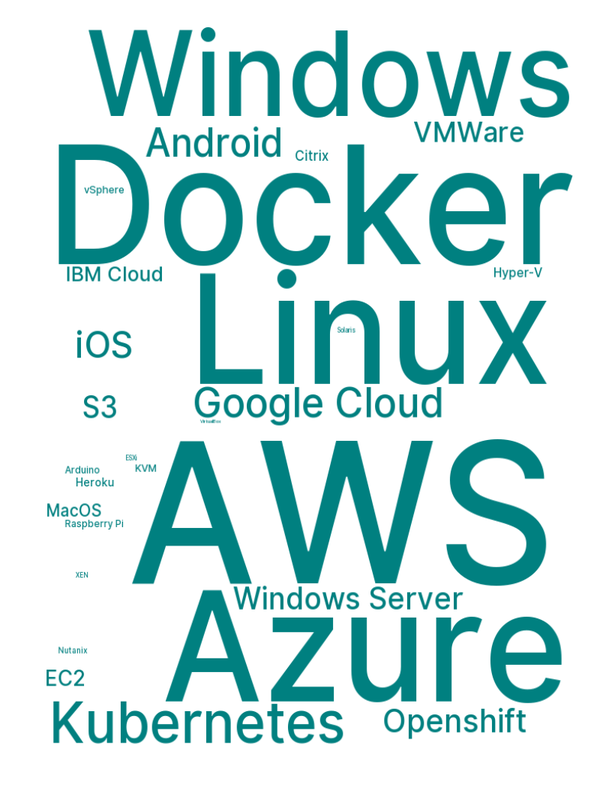 Windows
Android
VMWare
Citrix
Docker
vSphere
IBM Cloud
Hyper-V
Linux
Solaris
iOS
S3
Google Cloud
VirtualBox
AWS
ESXi
KVM
Arduino
Heroku
MacOS
Raspberry Pi
XEN
Windows Server
Azure
Nutanix
EC2
Kubernetes
Openshift